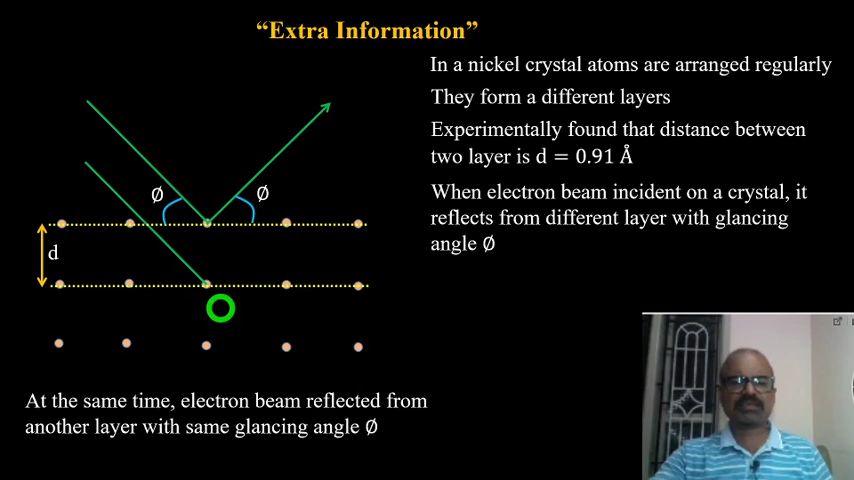 “Extra Information”
In a nickel crystal atoms are arranged regularly
They form a different layers
Experimentally found that distance between
two layer is d = 0.91 Å
When electron beam incident on a crystal, it
reflects from different layer with glancing
angle Ø
Ø Ø
d
At the same time, electron beam reflected from
another layer with same glancing angle Ø